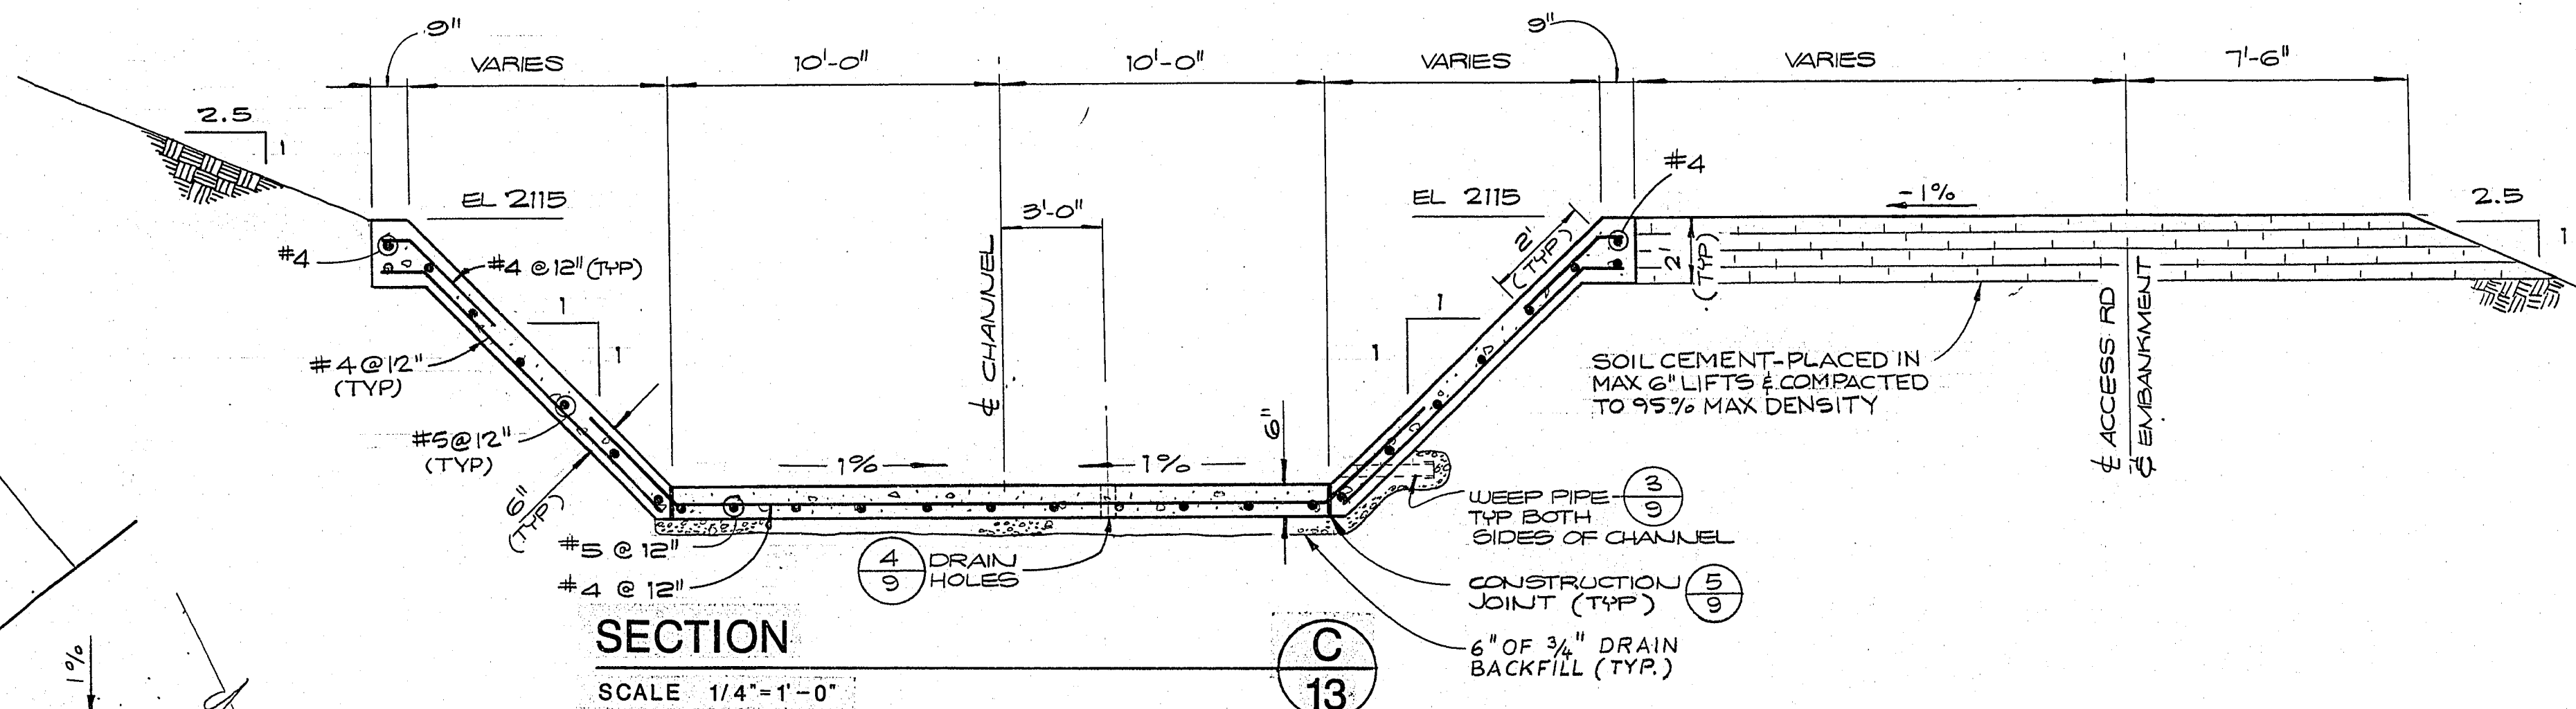 9"
VARIES
10'-0"
10'-0"
VARIES
9"
VARIES
7'-6"
2.5
1
EL 2115
3'-0"
EL 2115
#4
-1%
2.5
1
#4
#4 @ 12" (TYP)
2'
(TYP)
2'
(TYP)
℄ CHANNEL
#4 @ 12"
(TYP)
1
1
1
1
SOIL CEMENT-PLACED IN
MAX 6" LIFTS & COMPACTED
TO 95% MAX DENSITY
℄ ACCESS RD
℄ EMBANKMENT
#5 @ 12"
(TYP)
6"
(TYP)
1%
1%
6"
WEEP PIPE
TYP BOTH
SIDES OF CHANNEL
3
9
#5 @ 12"
#4 @ 12"
4
9
DRAIN
HOLES
CONSTRUCTION
JOINT (TYP)
5
9
6" OF 3/4" DRAIN
BACKFILL (TYP.)
SECTION
C
13
SCALE 1/4"=1'-0"
1%